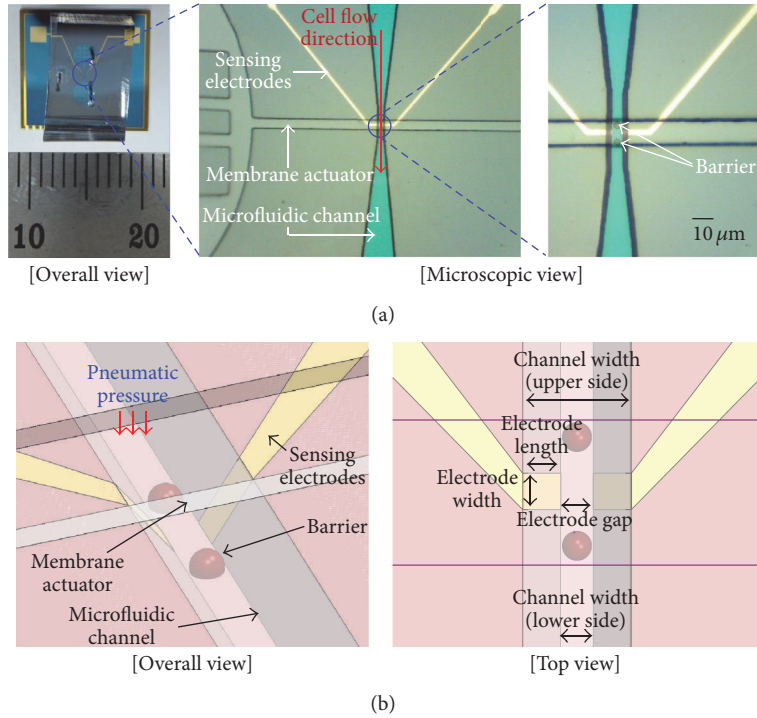 Cell flow
direction
Sensing
electrodes
Membrane actuator
Microfluidic channel
Barrier
10 μm
10 20
[Overall view]
[Microscopic view]
(a)
Pneumatic
pressure
Sensing
electrodes
Barrier
Membrane
actuator
Microfluidic
channel
[Overall view]
Channel width
(upper side)
Electrode
length
Electrode
width
Electrode gap
Channel width
(lower side)
[Top view]
(b)